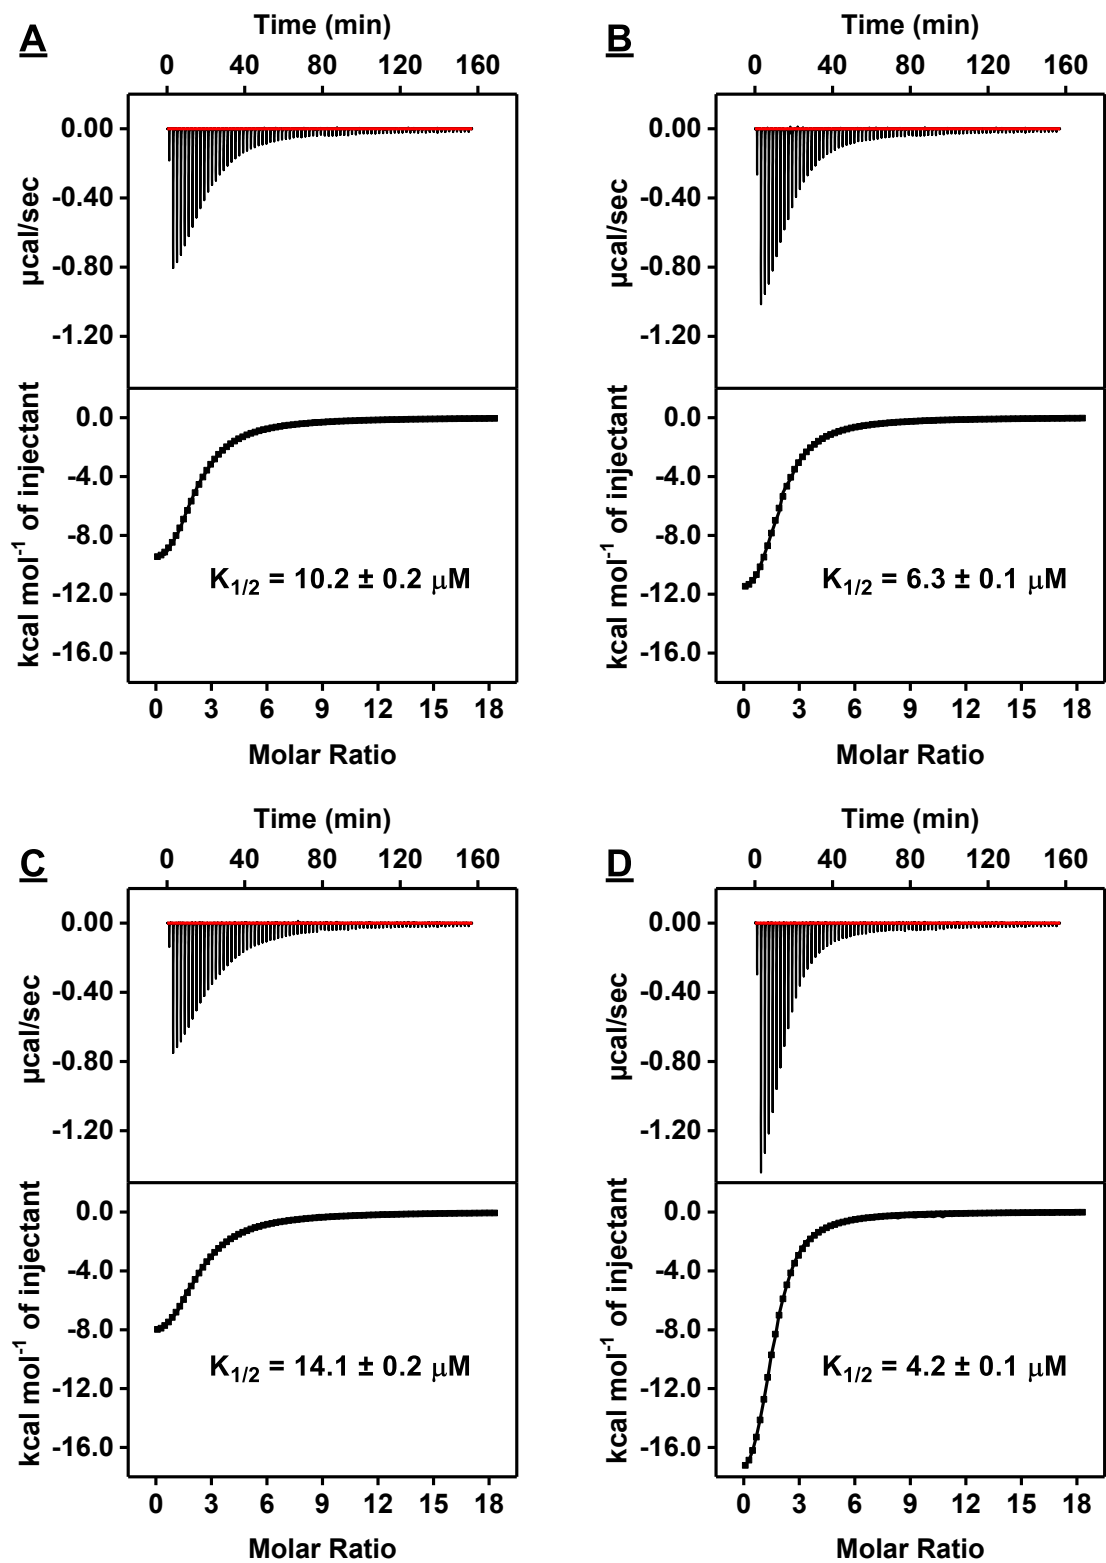 A
Time (min)
0 40 80 120 160
0.00
-0.40
-0.80
-1.20
µcal/sec
0.0
-4.0
-8.0
-12.0
-16.0
kcal mol-1 of injectant
K1/2 = 10.2 ± 0.2 µM
0 3 6 9 12 15 18
Molar Ratio
B
Time (min)
0 40 80 120 160
0.00
-0.40
-0.80
-1.20
µcal/sec
0.0
-4.0
-8.0
-12.0
-16.0
kcal mol-1 of injectant
K1/2 = 6.3 ± 0.1 µM
0 3 6 9 12 15 18
Molar Ratio
C
Time (min)
0 40 80 120 160
0.00
-0.40
-0.80
-1.20
µcal/sec
0.0
-4.0
-8.0
-12.0
-16.0
kcal mol-1 of injectant
K1/2 = 14.1 ± 0.2 µM
0 3 6 9 12 15 18
Molar Ratio
D
Time (min)
0 40 80 120 160
0.00
-0.40
-0.80
-1.20
µcal/sec
0.0
-4.0
-8.0
-12.0
-16.0
kcal mol-1 of injectant
K1/2 = 4.2 ± 0.1 µM
0 3 6 9 12 15 18
Molar Ratio